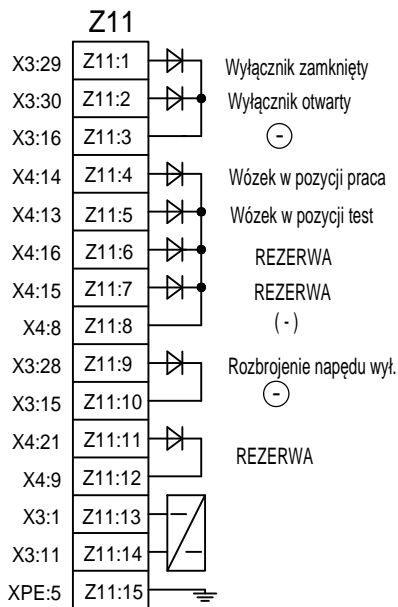 Z11
X3:29 Z11:1 Wyłącznik zamknięty
X3:30 Z11:2 Wyłącznik otwarty
X3:16 Z11:3 -
X4:14 Z11:4 Wózek w pozycji praca
X4:13 Z11:5 Wózek w pozycji test
X4:16 Z11:6 REZERWA
X4:15 Z11:7 REZERWA
X4:8 Z11:8 (-)
X3:28 Z11:9 Rozbrojenie napędu wył.
X3:15 Z11:10 -
X4:21 Z11:11 REZERWA
X4:9 Z11:12
X3:1 Z11:13
X3:11 Z11:14
XPE:5 Z11:15